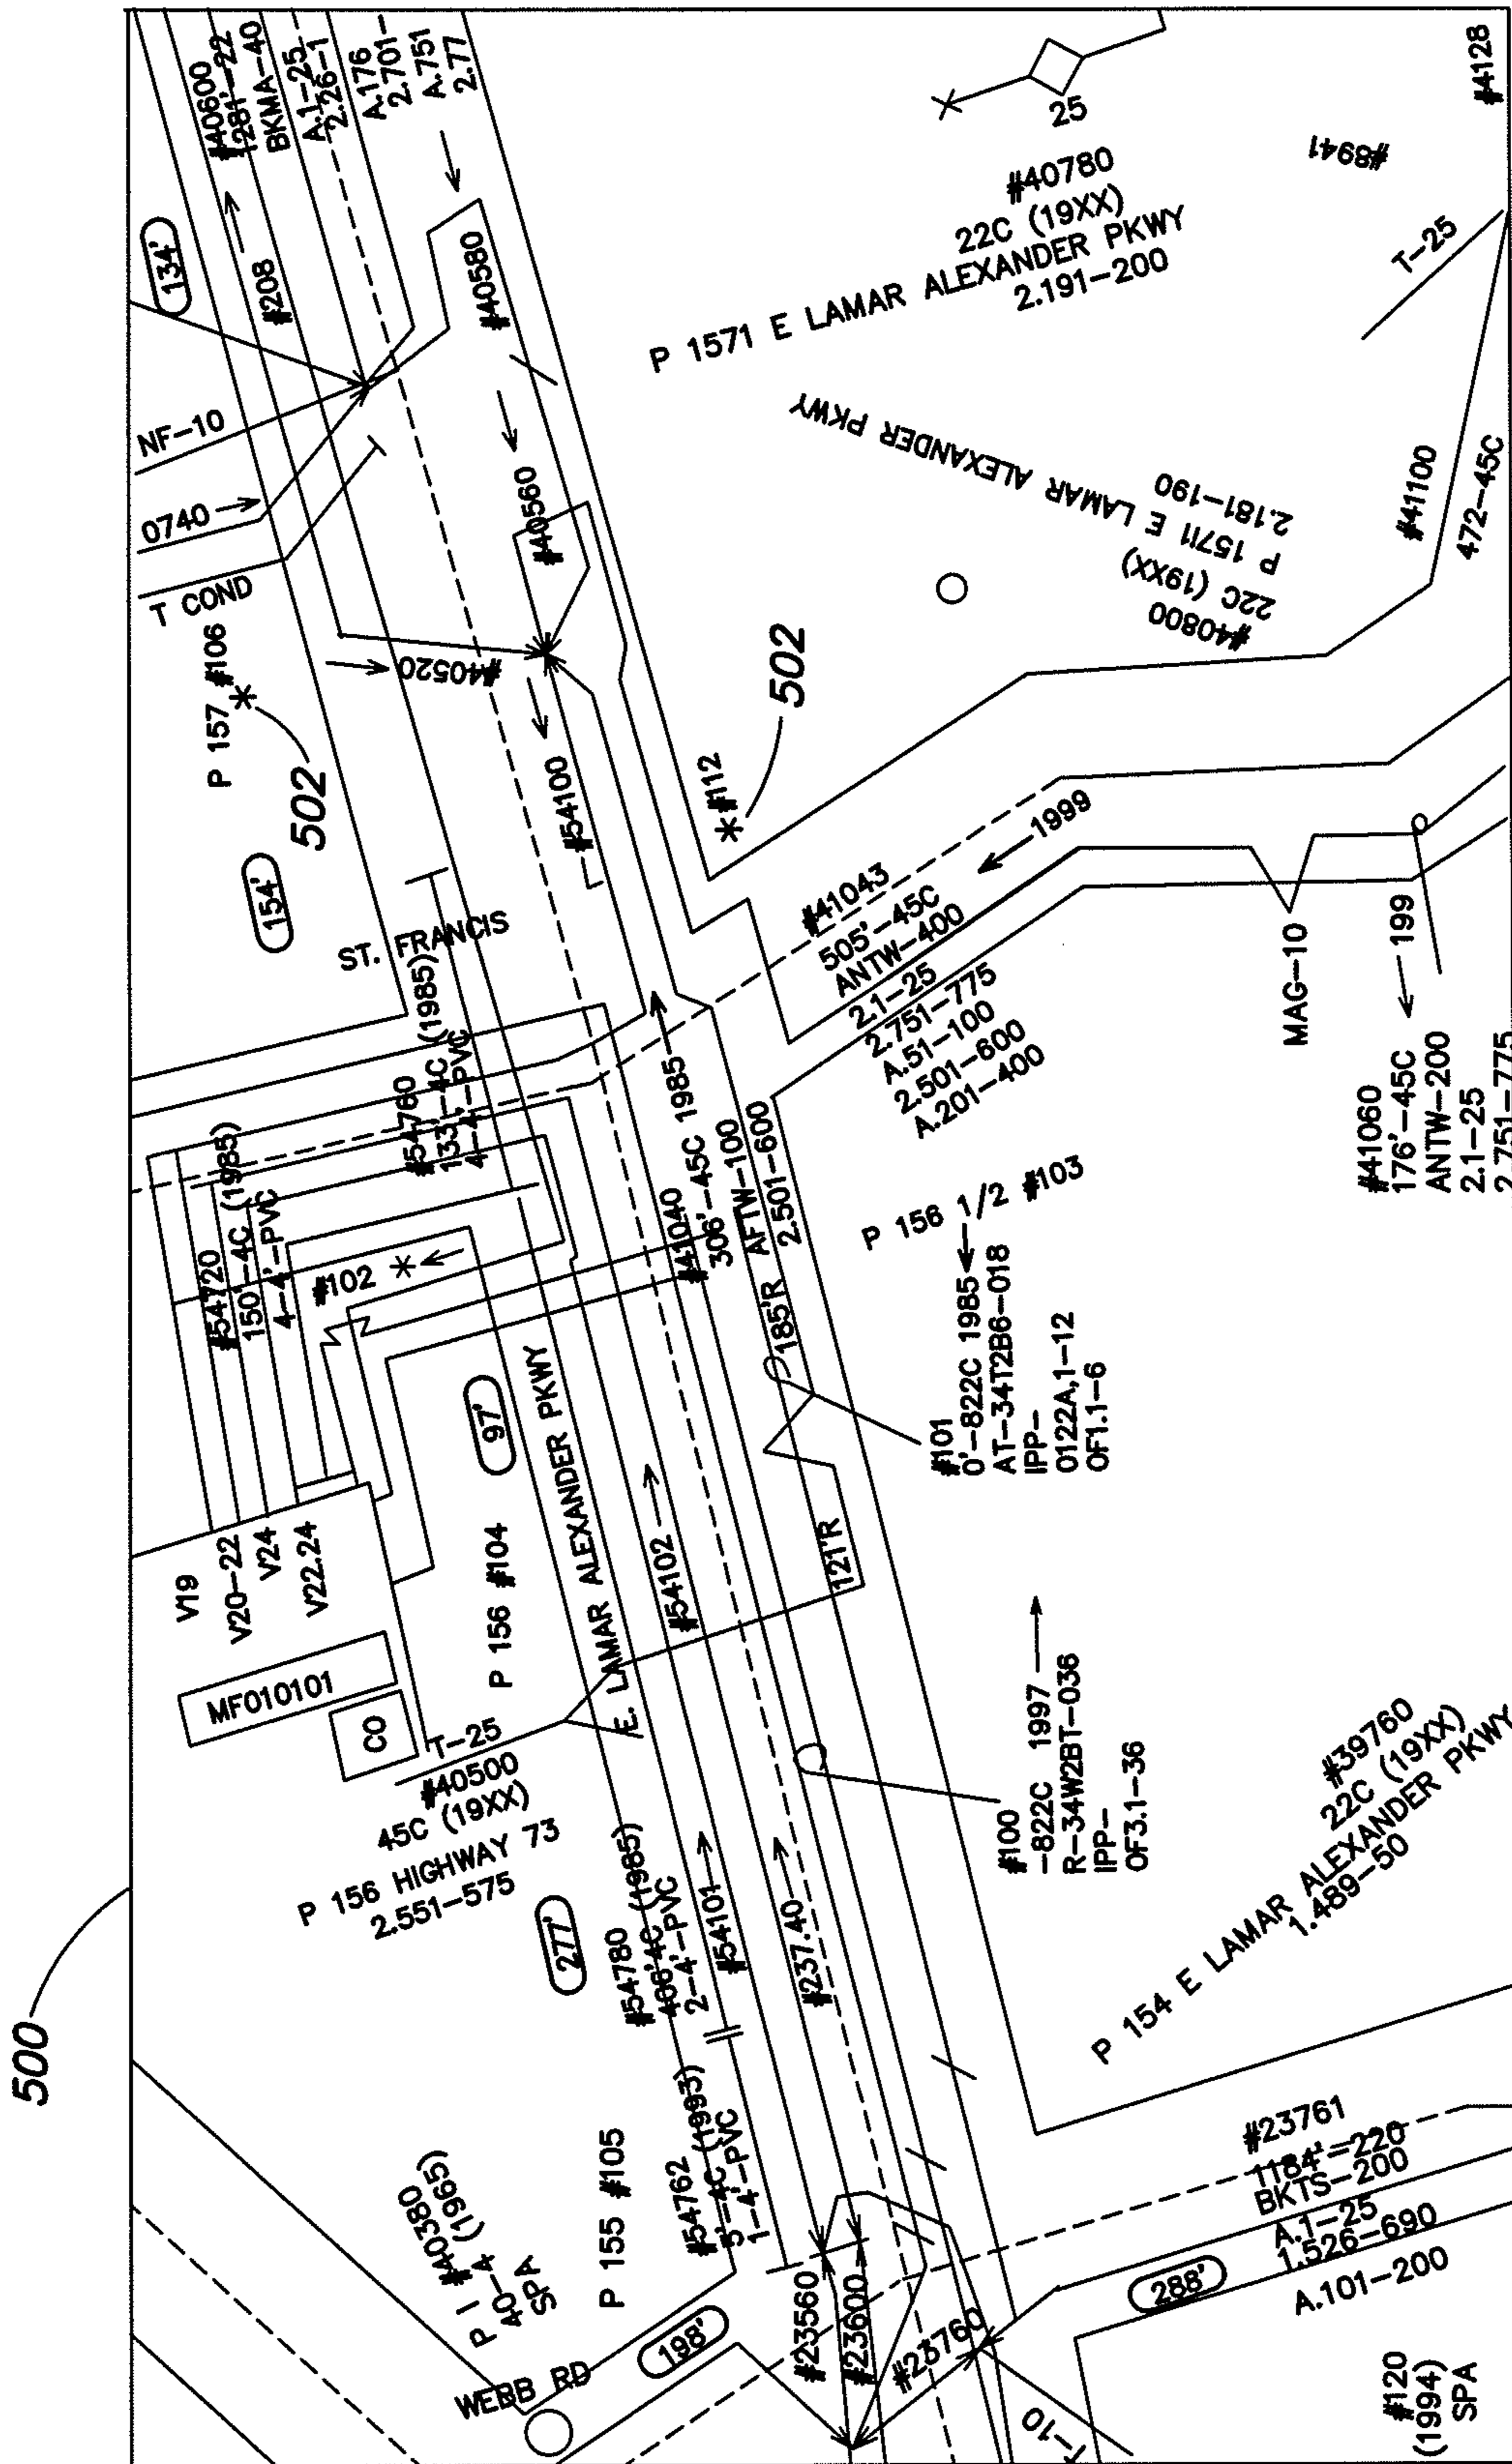 500
134'
#208
#40600
1281'-22
BKMA-40
A.1-25
2.26-1
A.176
2.701-
A.751
2.77
NF-10
0740
T COND
#40580
#40560
#40520
P 157 #106
502
154'
ST. FRANCIS
#54100
#112
502
25
#40780
22C (19XX)
P 1571 E LAMAR ALEXANDER PKWY
2.191-200
#40800
22C (19XX)
P 15711 E LAMAR ALEXANDER PKWY
2.181-190
#8941
#4128
T-25
#41100
472-45C
#41043
505'-45C
ANTW-400
2.1-25
2.751-775
A.51-100
2.501-600
A.201-400
1999
MAG-10
199
#41060
176'-45C
ANTW-200
2.1-25
2.751-775
#54760
133'-4C (1985)
4-4'-PVC
#54720
150'-4C (1985)
4-4'-PVC
#102
V19
V20-22
V24
V22.24
MF010101
CO
97'
P 156 #104
E. LAMAR ALEXANDER PKWY
#54102
#41040
306'-45C 1985
AFTW-100
2.501-600
185'R
121'R
P 156 1/2 #103
#101
0'-822C 1985
AT-34T2B6-018
IPP-
0122A,1-12
OF1.1-6
#100
-822C 1997
R-34W2BT-036
IPP-
OF3.1-36
T-25
#40500
45C (19XX)
P 156 HIGHWAY 73
2.551-575
277'
#54780
406'4C (1985)
2-4'-PVC
#54101
#237.40
#39760
22C (19XX)
P 154 E LAMAR ALEXANDER PKWY
1.489-50
P 1 #40380
40-4 (1965)
SPA
P 155 #105
#54762
5'-4C (1993)
1-4'-PVC
WEBB RD
198'
#23560
#23600
#23760
T-10
288'
#23761
1184'=220
BKTS-200
A.1-25
1.526-690
A.101-200
#120
(1994)
SPA